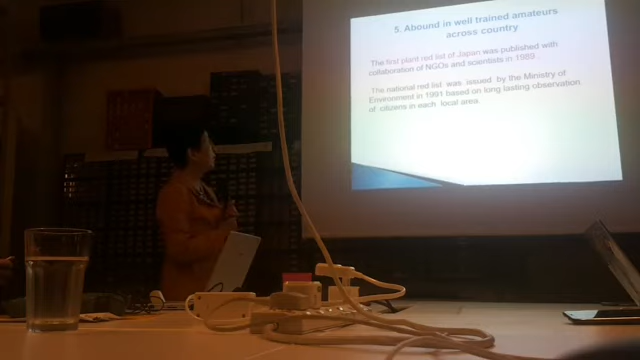 5. Abound in well trained amateurs
across country
The first plant red list of Japan was published with
collaboration of NGOs and scientists in 1989.
The national red list was issued by the Ministry of
Environment in 1991 based on long lasting observation
of citizens in each local area